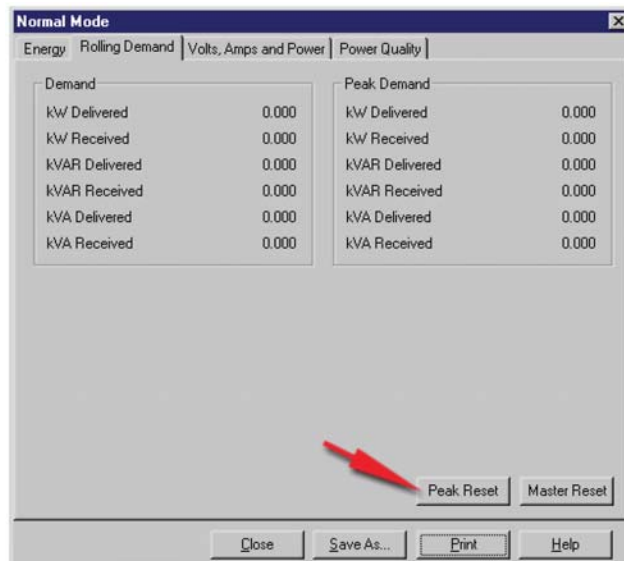 Normal Mode
Energy Rolling Demand Volts, Amps and Power Power Quality
Demand
kW Delivered 0.000
kW Received 0.000
kVAR Delivered 0.000
kVAR Received 0.000
kVA Delivered 0.000
kVA Received 0.000
Peak Demand
kW Delivered 0.000
kW Received 0.000
kVAR Delivered 0.000
kVAR Received 0.000
kVA Delivered 0.000
kVA Received 0.000
Peak Reset Master Reset
Close Save As... Print Help